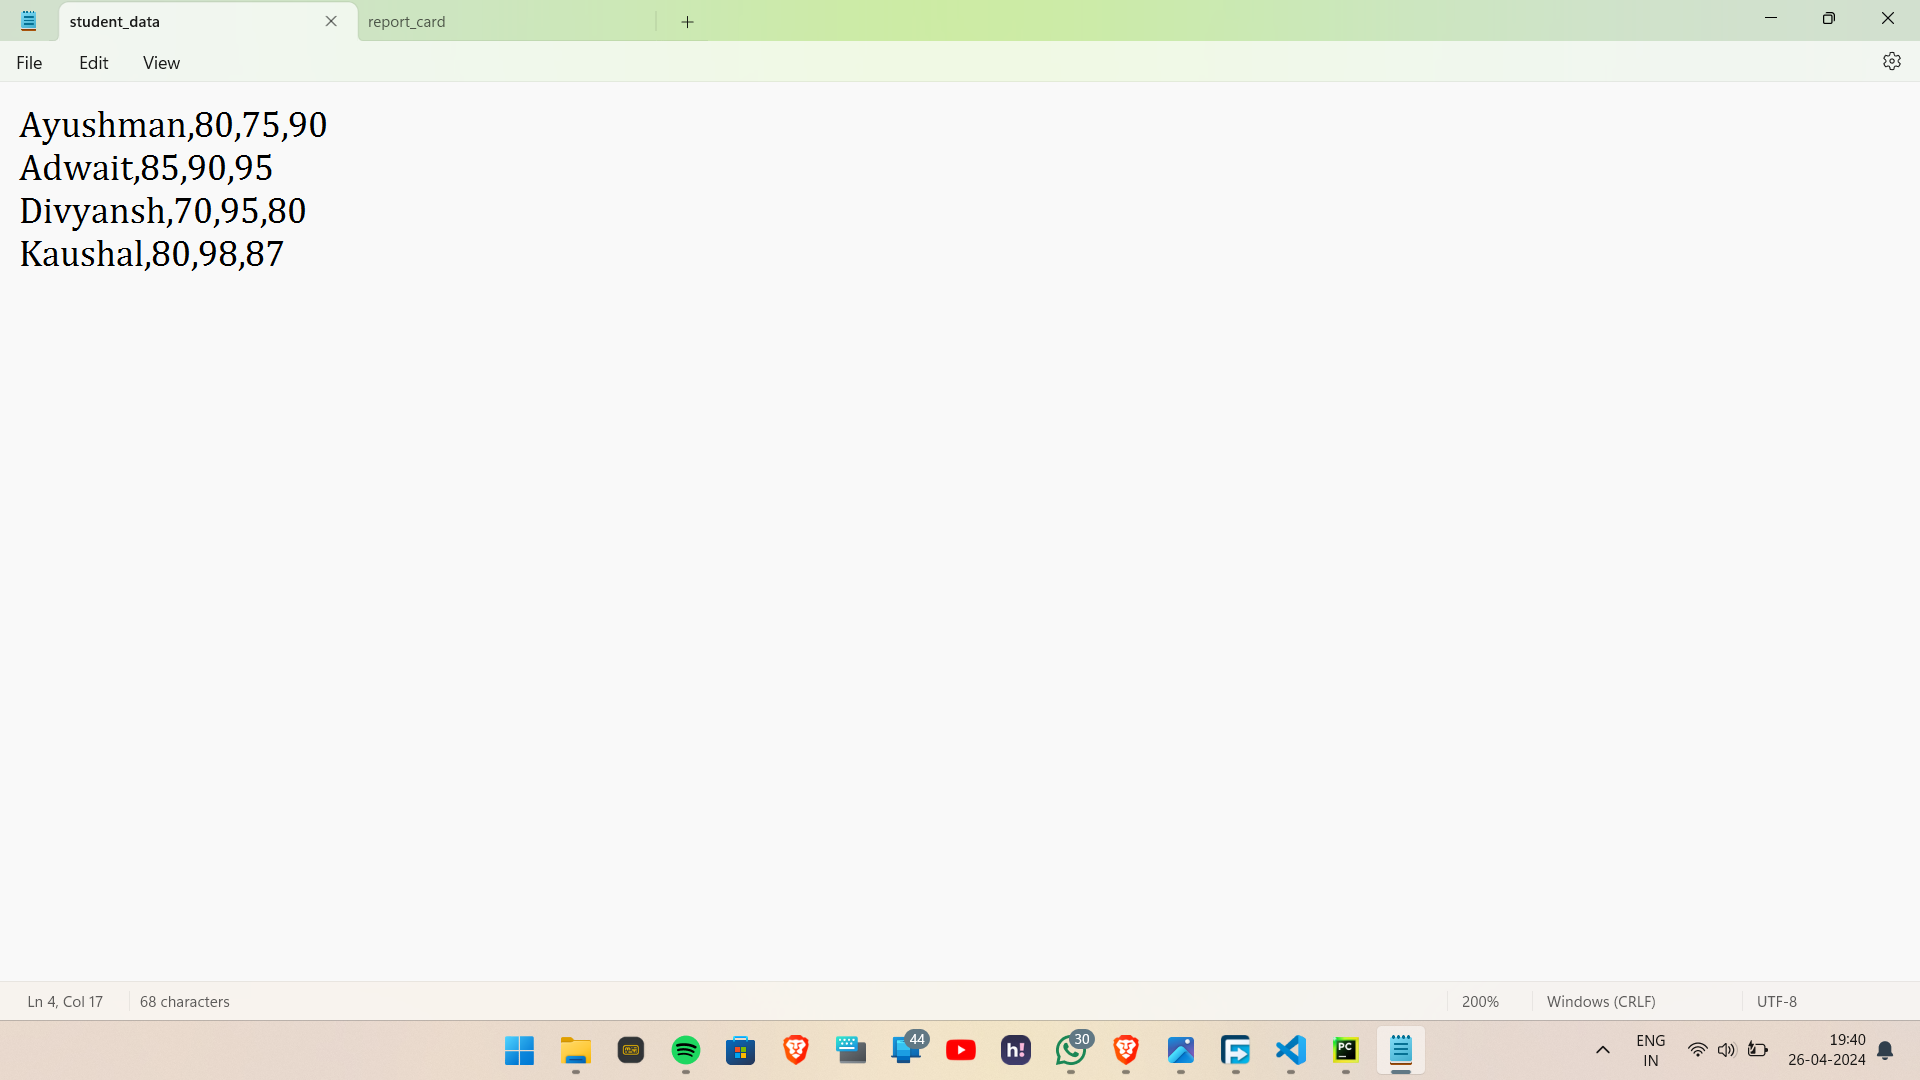 student_data
report_card
File Edit View
Ayushman,80,75,90
Adwait,85,90,95
Divyansh,70,95,80
Kaushal,80,98,87
Ln 4, Col 17 68 characters 200% Windows (CRLF) UTF-8
44
h!
30
PC
ENG
IN
19:40
26-04-2024